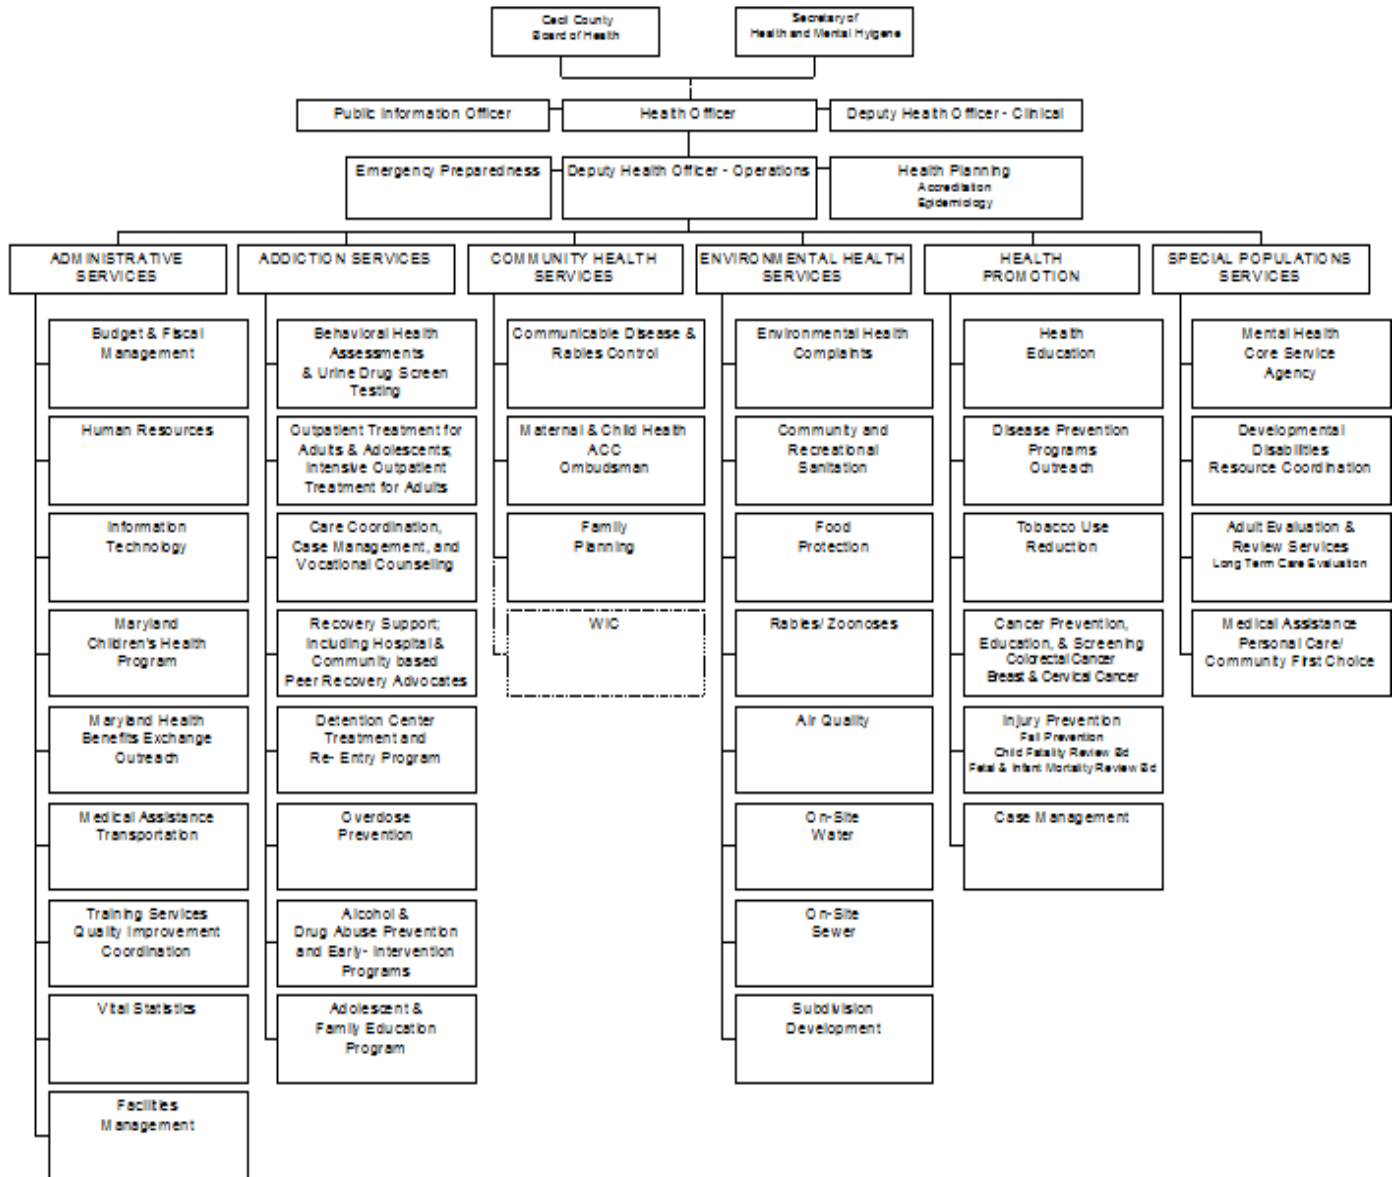 Cecil County
Board of Health
Secretary of
Health and Mental Hygiene
Public Information Officer
Health Officer
Deputy Health Officer - Clinical
Emergency Preparedness
Deputy Health Officer - Operations
Health Planning
Accreditation
Epidemiology
ADMINISTRATIVE
SERVICES
ADDICTION SERVICES
COMMUNITY HEALTH
SERVICES
ENVIRONMENTAL HEALTH
SERVICES
HEALTH
PROMOTION
SPECIAL POPULATIONS
SERVICES
Budget & Fiscal
Management
Human Resources
Information
Technology
Maryland
Children's Health
Program
Maryland Health
Benefits Exchange
Outreach
Medical Assistance
Transportation
Training Services
Quality Improvement
Coordination
Vital Statistics
Facilities
Management
Behavioral Health
Assessments
& Urine Drug Screen
Testing
Outpatient Treatment for
Adults & Adolescents;
Intensive Outpatient
Treatment for Adults
Care Coordination,
Case Management, and
Vocational Counseling
Recovery Support;
Including Hospital &
Community based
Peer Recovery Advocates
Detention Center
Treatment and
Re- Entry Program
Overdose
Prevention
Alcohol &
Drug Abuse Prevention
and Early- Intervention
Programs
Adolescent &
Family Education
Program
Communicable Disease &
Rabies Control
Maternal & Child Health
ACC
Ombudsman
Family
Planning
WIC
Environmental Health
Complaints
Community and
Recreational
Sanitation
Food
Protection
Rabies/ Zoonoses
Air Quality
On-Site
Water
On-Site
Sewer
Subdivision
Development
Health
Education
Disease Prevention
Programs
Outreach
Tobacco Use
Reduction
Cancer Prevention,
Education, & Screening
Colorectal Cancer
Breast & Cervical Cancer
Injury Prevention
Fall Prevention
Child Fatality Review Bd
Fetal & Infant Mortality Review Bd
Case Management
Mental Health
Core Service
Agency
Developmental
Disabilities
Resource Coordination
Adult Evaluation &
Review Services
Long Term Care Evaluation
Medical Assistance
Personal Care/
Community First Choice